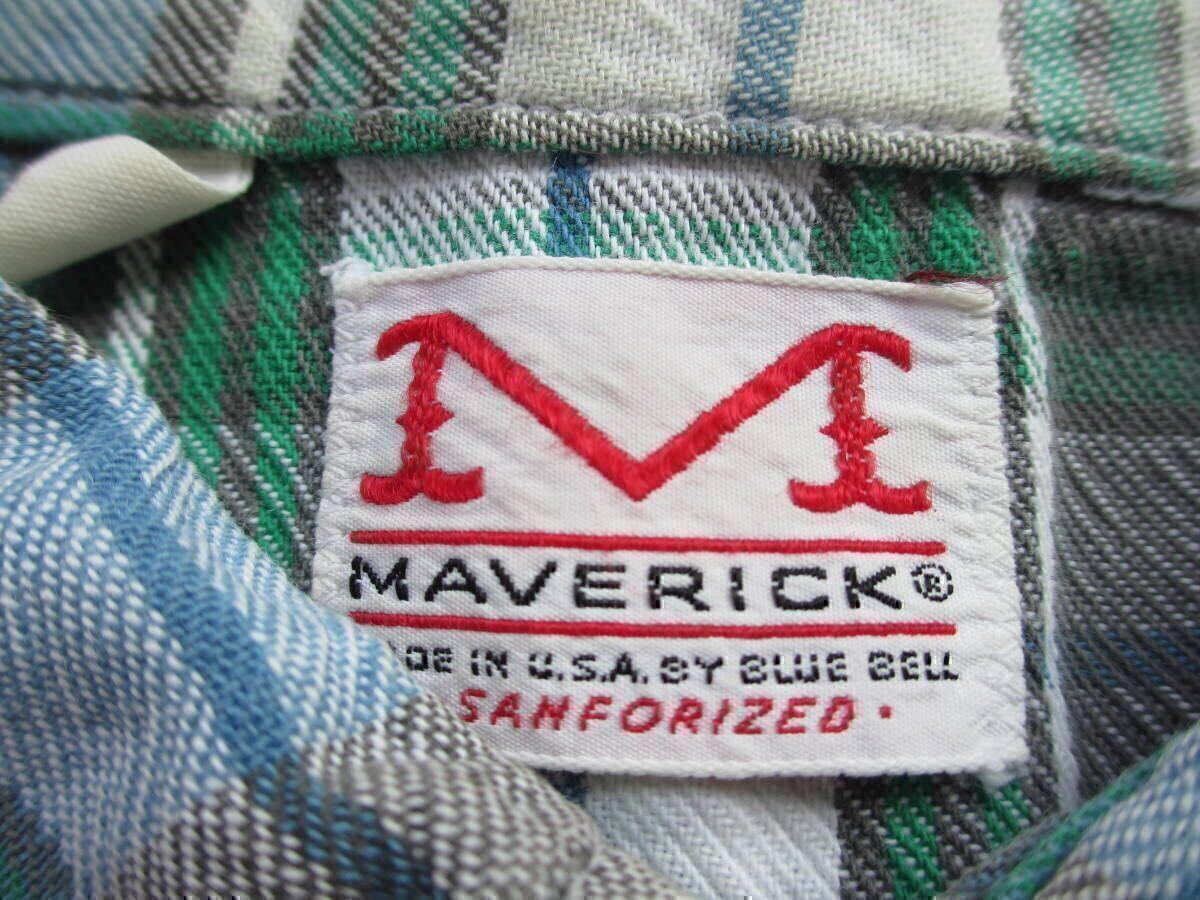 M
MAVERICK®
DE IN U.S.A. BY BLUE BELL
SANFORIZED •